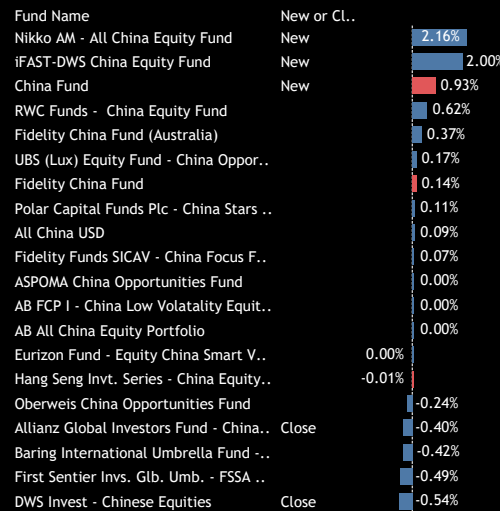 Fund Name New or Cl..
Nikko AM - All China Equity Fund New 2.16%
iFAST-DWS China Equity Fund New 2.00%
China Fund New 0.93%
RWC Funds - China Equity Fund 0.62%
Fidelity China Fund (Australia) 0.37%
UBS (Lux) Equity Fund - China Oppor.. 0.17%
Fidelity China Fund 0.14%
Polar Capital Funds Plc - China Stars .. 0.11%
All China USD 0.09%
Fidelity Funds SICAV - China Focus F.. 0.07%
ASPOMA China Opportunities Fund 0.00%
AB FCP I - China Low Volatality Equit.. 0.00%
AB All China Equity Portfolio 0.00%
Eurizon Fund - Equity China Smart V.. 0.00%
Hang Seng Invt. Series - China Equity.. -0.01%
Oberweis China Opportunities Fund -0.24%
Allianz Global Investors Fund - China.. Close -0.40%
Baring International Umbrella Fund -.. -0.42%
First Sentier Invs. Glb. Umb. - FSSA .. -0.49%
DWS Invest - Chinese Equities Close -0.54%